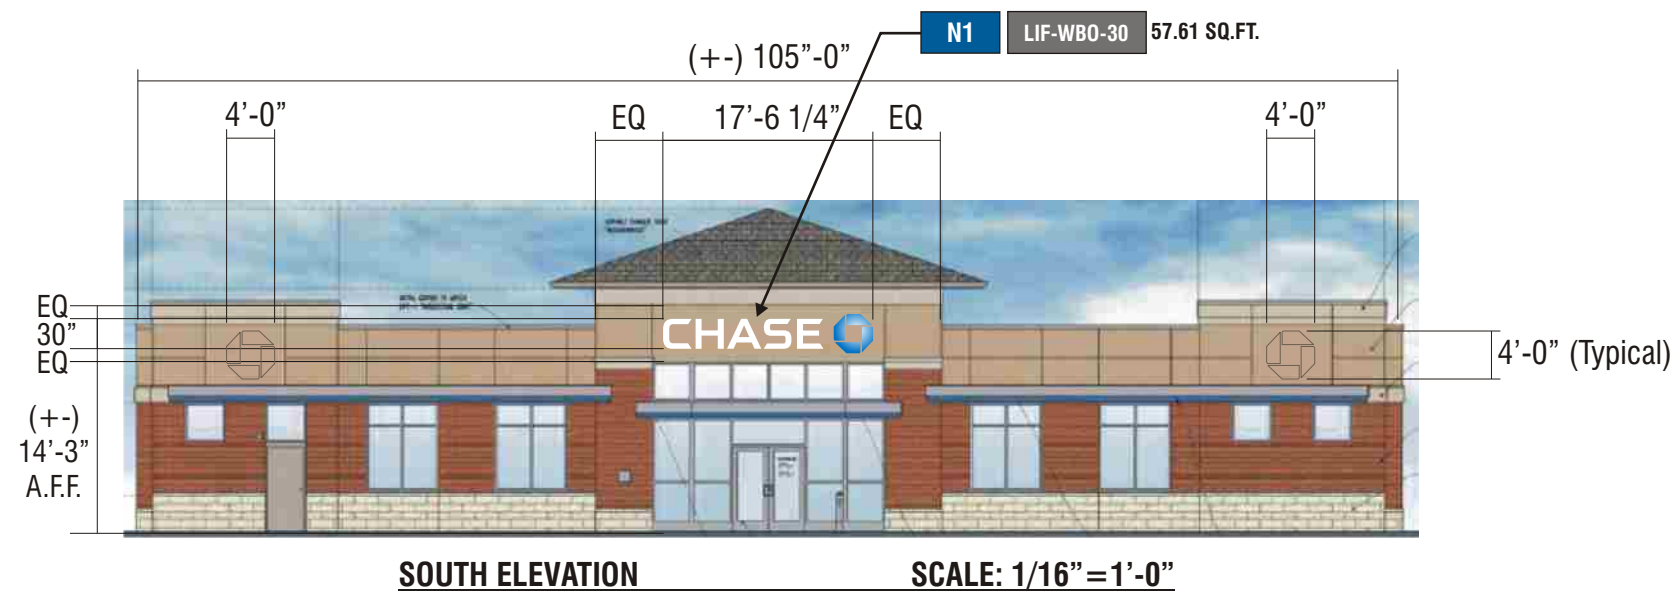 N1 LIF-WBO-30 57.61 SQ.FT.
(+-) 105”-0”
4’-0” EQ 17’-6 1/4” EQ 4’-0”
EQ
30”
EQ
CHASE
4’-0” (Typical)
(+-)
14’-3”
A.F.F.
SOUTH ELEVATION SCALE: 1/16”=1’-0”